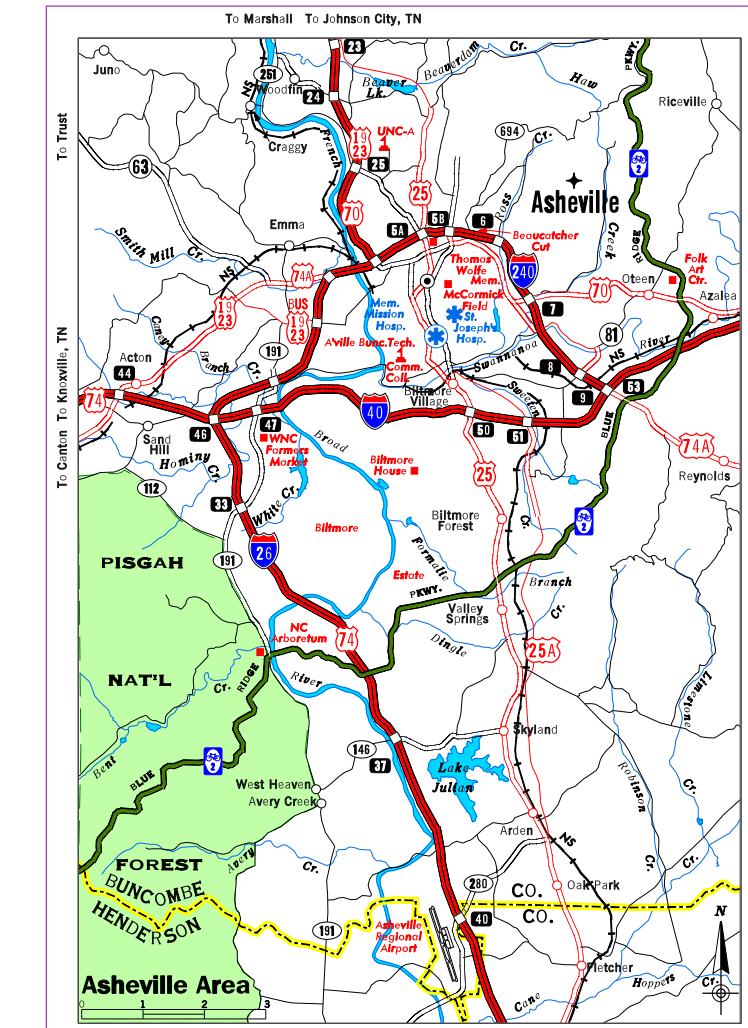 To Marshall To Johnson City, TN
To Trust
To Canton To Knoxville, TN
23
Cr.
Beaverdam
PKWY.
Juno
251
Woodfin
NS
24
Beaver
Lk.
Haw
Riceville
UNC-A
19
23
694
Cr.
Craggy
French
25
63
2
25
Ross
Asheville
70
5A
5B
6
Emma
Beaucatcher
Cut
Creek
RIDGE
Smith Mill Cr.
NS
74A
Thomas
Wolfe
Mem.
240
Folk
Art
Ctr.
Oteen
70
Azalea
McCormick
Field
19
23
BUS
19
23
Mem.
Mission
Hosp.
St.
Joseph's
Hosp.
7
Caney
Branch
Cr.
A'ville Bunc.Tech.
Comm.
Coll.
81
NS
River
Swannanoa
191
Acton
44
8
9
53
Biltmore
Village
Sweeten
74
40
BLUE
46
47
50
51
74A
Sand
Hill
WNC
Farmers
Market
Broad
Biltmore
House
25
Reynolds
Hominy
Cr.
112
White Cr.
33
Biltmore
Biltmore
Forest
Cr.
2
191
26
PISGAH
Formalie
Estate
PKWY.
Branch
Valley
Springs
Cr.
NC
Arboretum
74
Dingle
25A
RIDGE
River
NAT'L
Cr.
Limestone
Bent
146
Skyland
37
Lake
Julian
2
BLUE
Robinson
Cr.
West Heaven
Avery Creek
Arden
NS
Cr.
FOREST
Avery
Cr.
Cr.
BUNCOMBE
HENDERSON
280
Oak Park
CO.
CO.
191
Asheville
Regional
Airport
40
N
Fletcher
Hoppers Cr.
Asheville Area
Cane
0 1 2 3